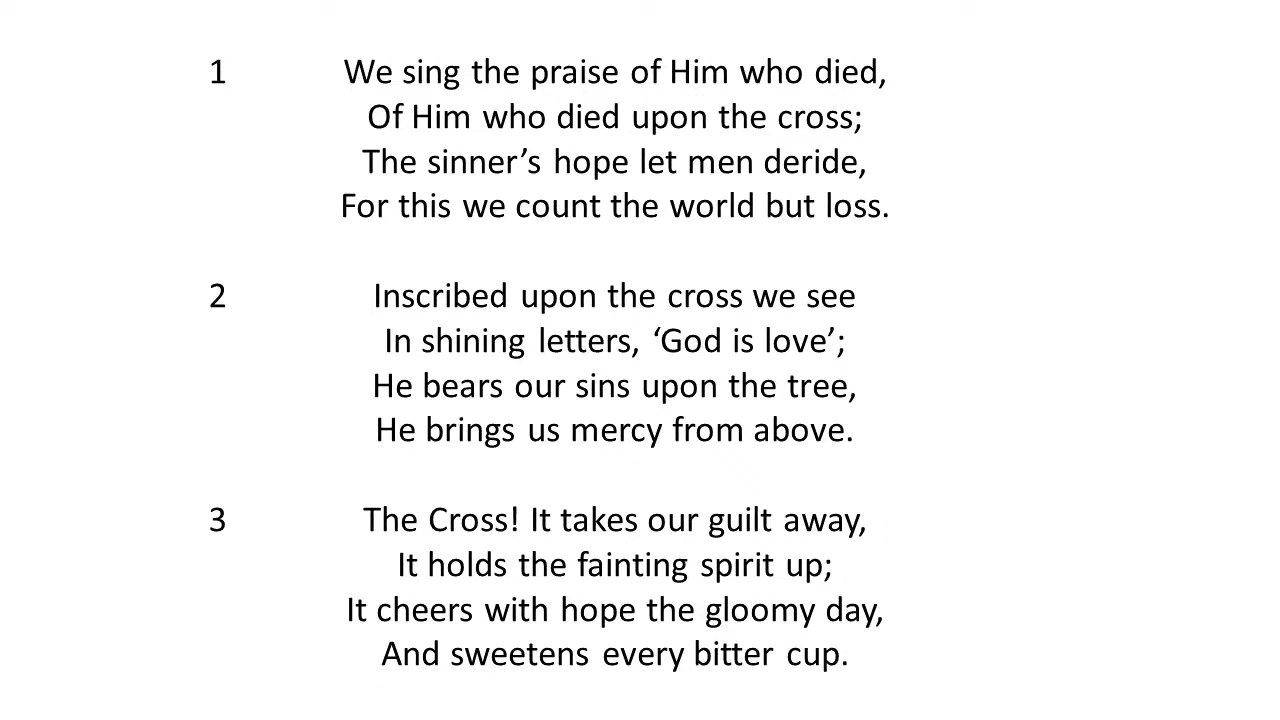 1 We sing the praise of Him who died,
Of Him who died upon the cross;
The sinner’s hope let men deride,
For this we count the world but loss.
2 Inscribed upon the cross we see
In shining letters, ‘God is love’;
He bears our sins upon the tree,
He brings us mercy from above.
3 The Cross! It takes our guilt away,
It holds the fainting spirit up;
It cheers with hope the gloomy day,
And sweetens every bitter cup.